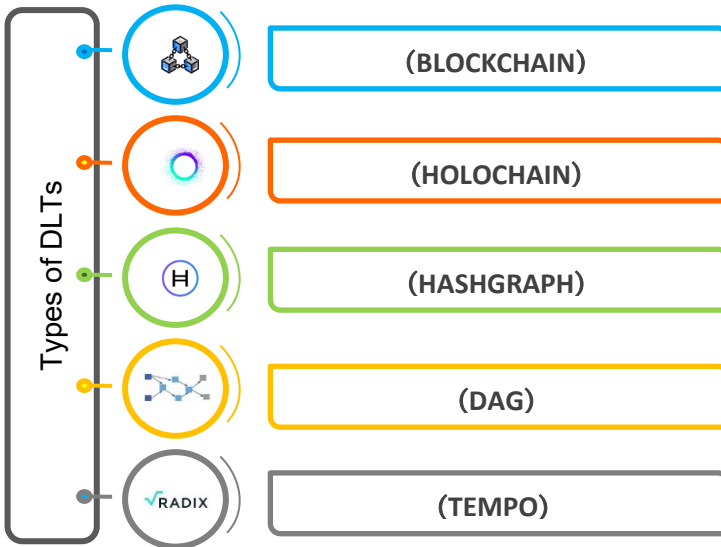 Types of DLTs
(BLOCKCHAIN)
(HOLOCHAIN)
H
(HASHGRAPH)
(DAG)
RADIX
(TEMPO)